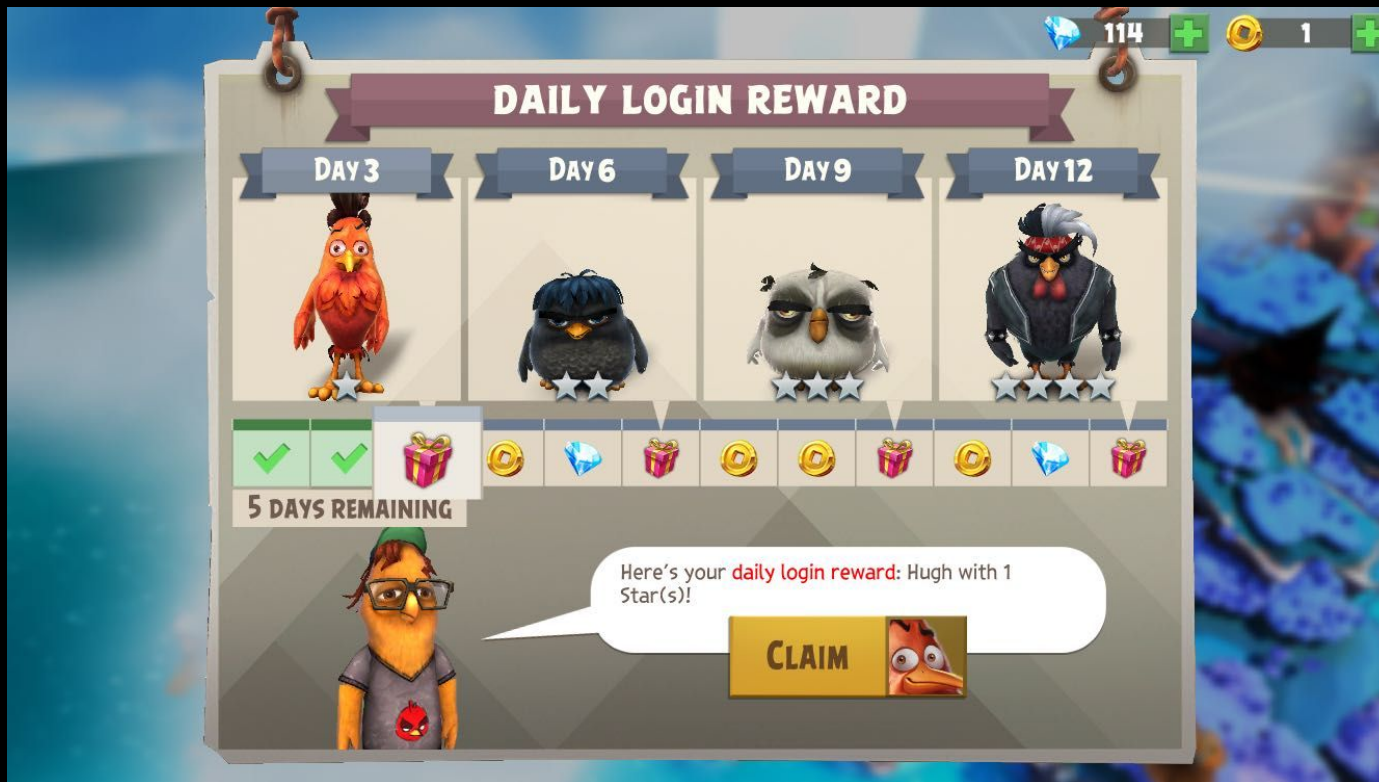 114
1
DAILY LOGIN REWARD
DAY 3
DAY 6
DAY 9
DAY 12
5 DAYS REMAINING
Here's your daily login reward: Hugh with 1
Star(s)!
CLAIM